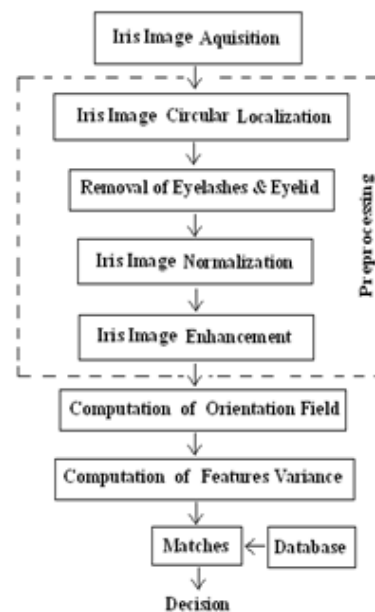 Iris Image Aquisition
Iris Image Circular Localization
Removal of Eyelashes & Eyelid
Iris Image Normalization
Iris Image Enhancement
Preprocessing
Computation of Orientation Field
Computation of Features Variance
Matches
Database
Decision